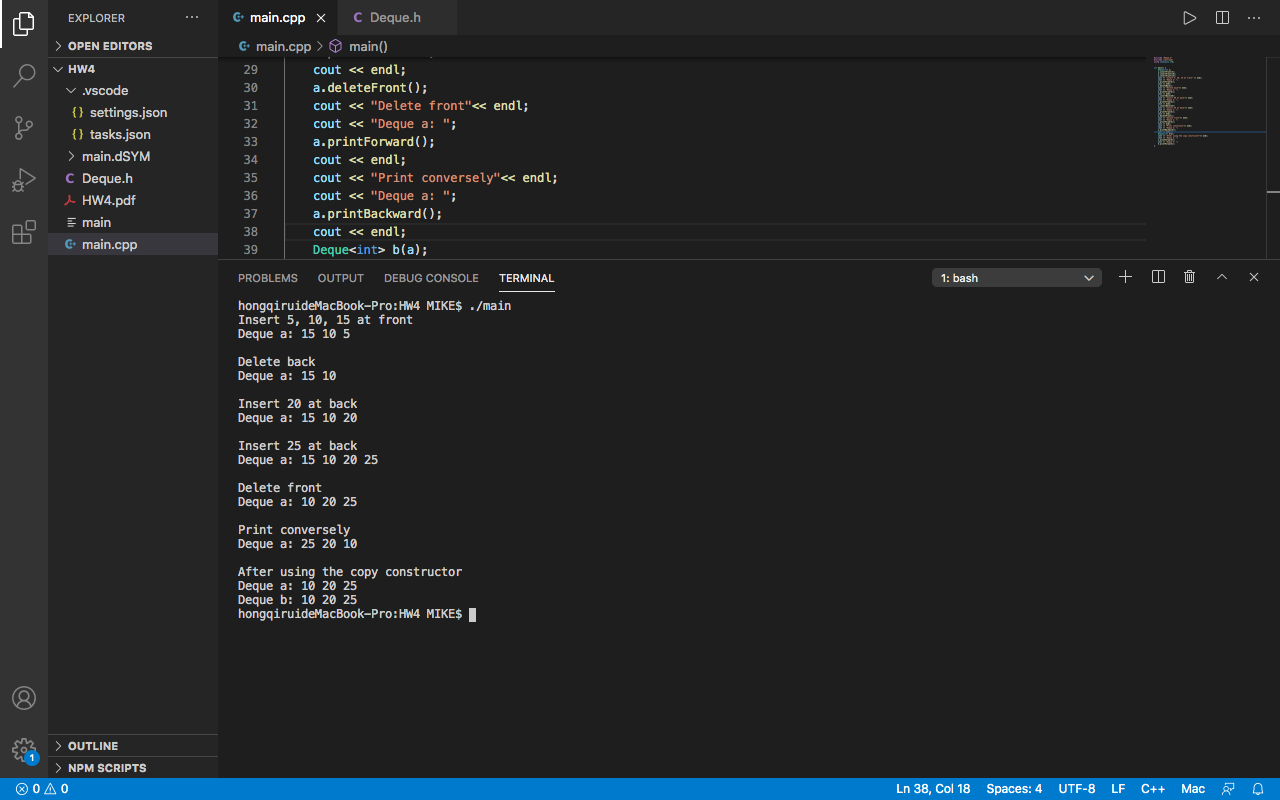 EXPLORER
OPEN EDITORS
HW4
.vscode
{} settings.json
{} tasks.json
main.dSYM
C Deque.h
HW4.pdf
main
main.cpp
OUTLINE
NPM SCRIPTS
main.cpp
C Deque.h
main.cpp > main()
29 cout << endl;
30 a.deleteFront();
31 cout << "Delete front"<< endl;
32 cout << "Deque a: ";
33 a.printForward();
34 cout << endl;
35 cout << "Print conversely"<< endl;
36 cout << "Deque a: ";
37 a.printBackward();
38 cout << endl;
39 Deque<int> b(a);
PROBLEMS OUTPUT DEBUG CONSOLE TERMINAL 1: bash
hongqiruideMacBook-Pro:HW4 MIKE$ ./main
Insert 5, 10, 15 at front
Deque a: 15 10 5
Delete back
Deque a: 15 10
Insert 20 at back
Deque a: 15 10 20
Insert 25 at back
Deque a: 15 10 20 25
Delete front
Deque a: 10 20 25
Print conversely
Deque a: 25 20 10
After using the copy constructor
Deque a: 10 20 25
Deque b: 10 20 25
hongqiruideMacBook-Pro:HW4 MIKE$
1
0 0 Ln 38, Col 18 Spaces: 4 UTF-8 LF C++ Mac